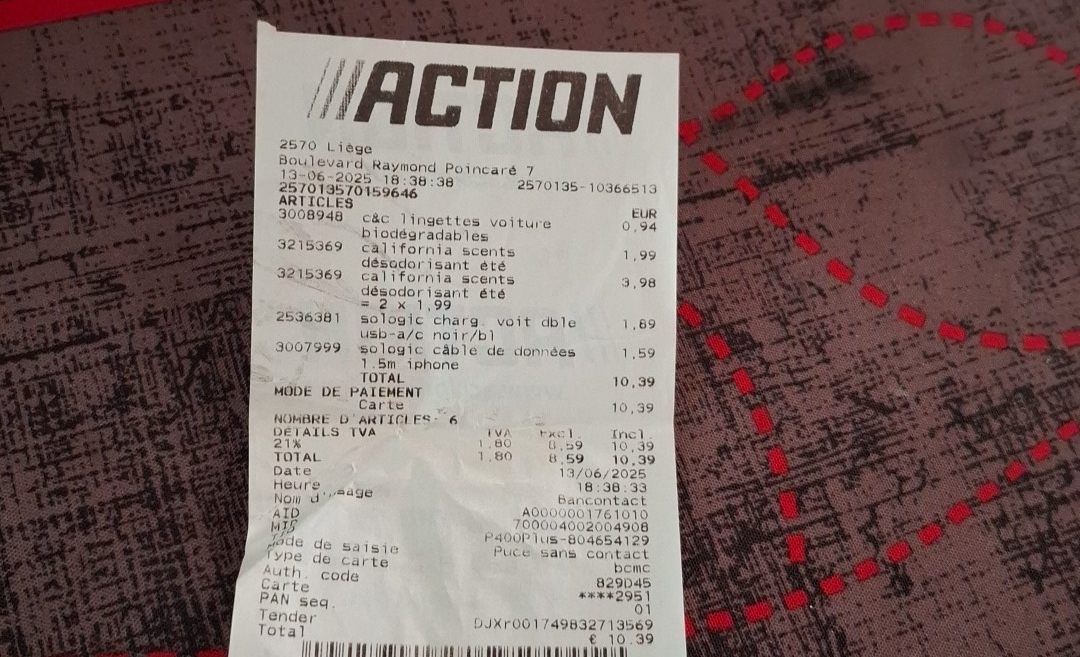 ACTION
2570 Liège
Boulevard Raymond Poincaré 7
13-06-2025 18:38:38 2570135-10366513
257013570159646
ARTICLES EUR
3008948 c&c lingettes voiture 0,94
biodégradables
3215369 california scents 1,99
désodorisant été
3215369 california scents 3,98
désodorisant été
= 2 x 1,99
2536381 sologic charg. voit dble 1,89
usb-a/c noir/bl
3007999 sologic câble de données 1,59
1.5m iphone
TOTAL 10,39
MODE DE PAIEMENT
Carte 10,39
NOMBRE D'ARTICLES: 6
DETAILS TVA TVA Excl. Incl.
21% 1,80 8,59 10,39
TOTAL 1,80 8,59 10,39
Date 13/06/2025
Heure 18:38:33
Nom Bancontact
AID A0000001761010
700004002004908
P400Plus-804654129
Mode de saisie Puce sans contact
Type de carte bcmc
Auth. code 829D45
Carte ****2951
PAN seq. 01
Tender DJXr001749832713569
Total € 10.39